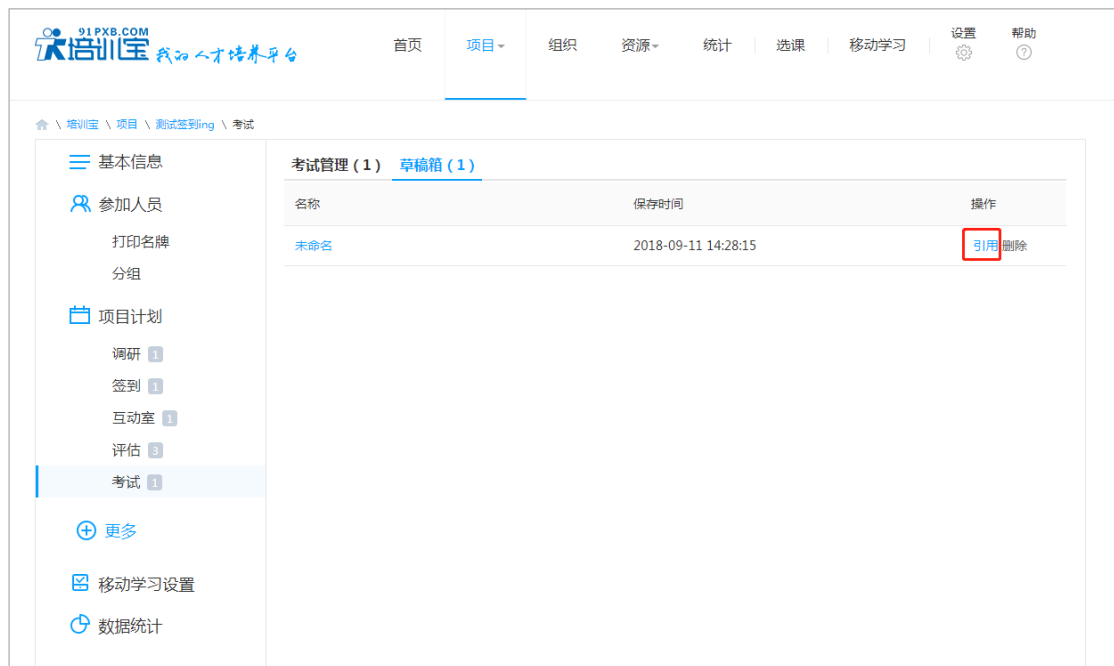 91PXB.COM
培训宝 我的人才培养平台
首页 项目 组织 资源 统计 选课 移动学习 设置 帮助
\ 培训宝 \ 项目 \ 测试签到ing \ 考试
基本信息
参加人员
打印名牌
分组
项目计划
调研 1
签到 1
互动室 1
评估 3
考试 1
更多
移动学习设置
数据统计
考试管理 ( 1 ) 草稿箱 ( 1 )
名称 保存时间 操作
未命名 2018-09-11 14:28:15 引用 删除